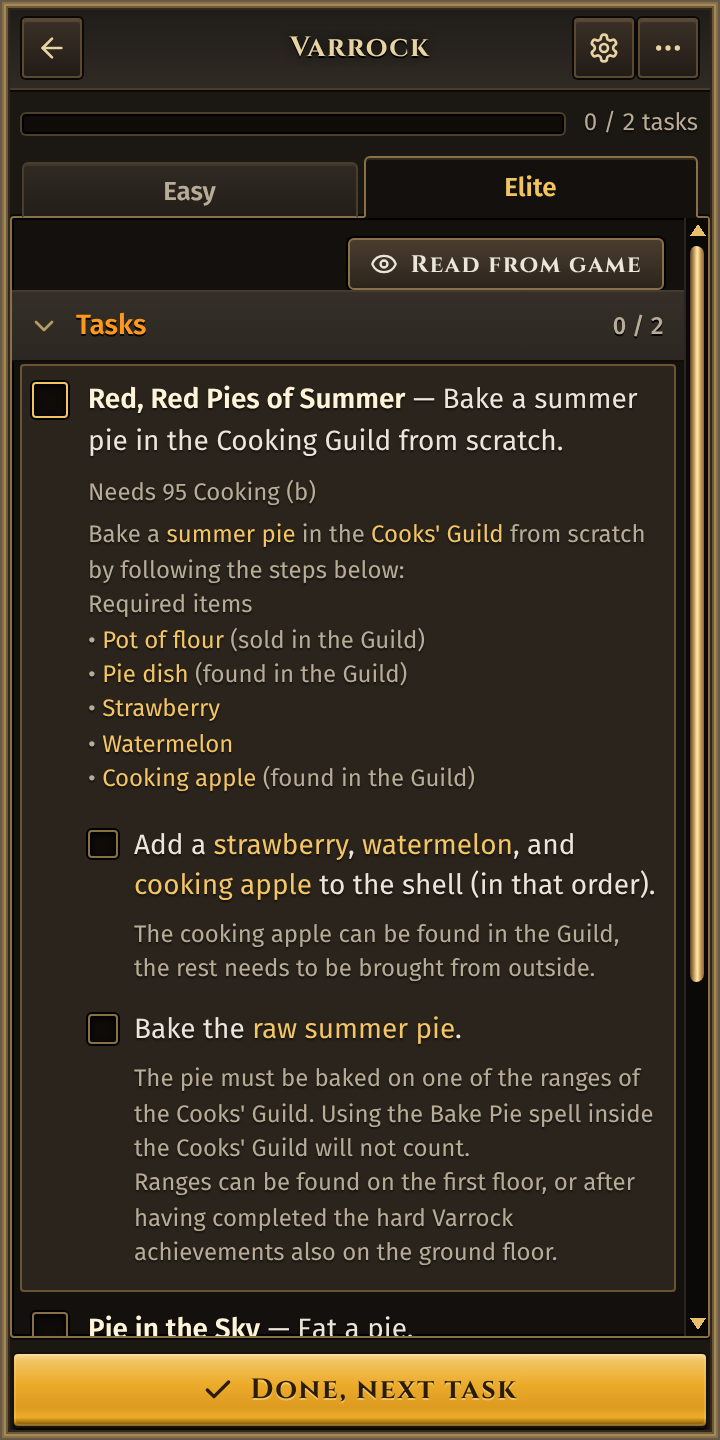 VARROCK
0 / 2 tasks
Easy
Elite
READ FROM GAME
Tasks
0 / 2
Red, Red Pies of Summer — Bake a summer
pie in the Cooking Guild from scratch.
Needs 95 Cooking (b)
Bake a summer pie in the Cooks' Guild from scratch
by following the steps below:
Required items
• Pot of flour (sold in the Guild)
• Pie dish (found in the Guild)
• Strawberry
• Watermelon
• Cooking apple (found in the Guild)
Add a strawberry, watermelon, and
cooking apple to the shell (in that order).
The cooking apple can be found in the Guild,
the rest needs to be brought from outside.
Bake the raw summer pie.
The pie must be baked on one of the ranges of
the Cooks' Guild. Using the Bake Pie spell inside
the Cooks' Guild will not count.
Ranges can be found on the first floor, or after
having completed the hard Varrock
achievements also on the ground floor.
Pie in the Sky — Eat a pie.
DONE, NEXT TASK